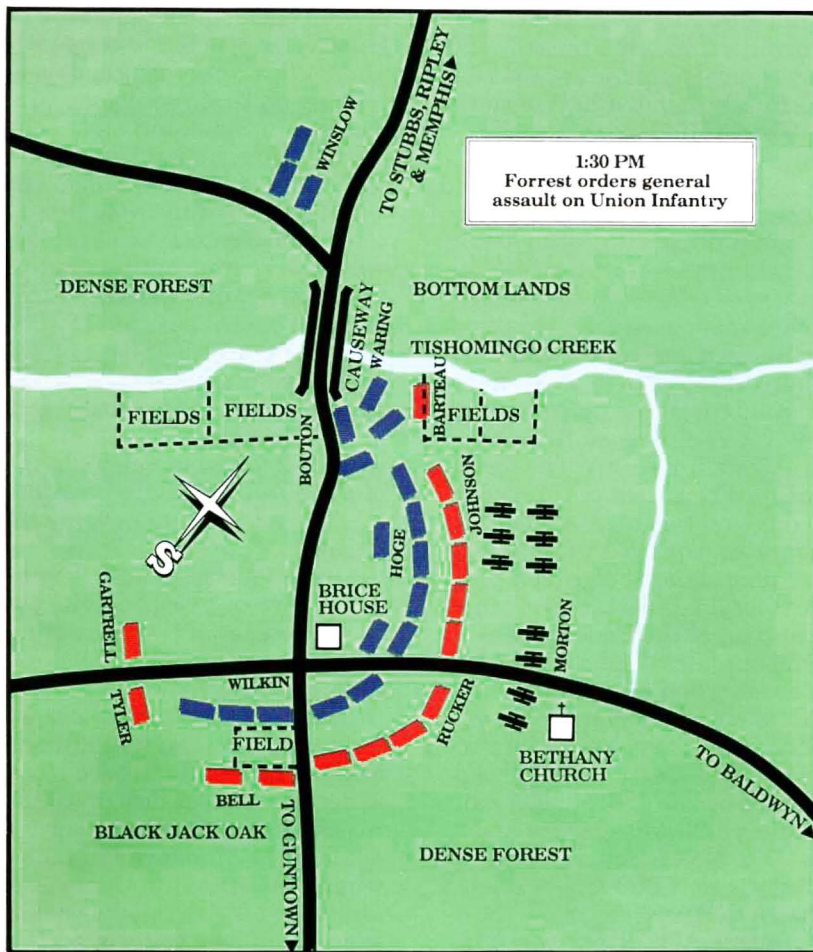 WINSLOW
TO STUBBS, RIPLEY
& MEMPHIS
1:30 PM
Forrest orders general
assault on Union Infantry
DENSE FOREST
BOTTOM LANDS
CAUSEWAY
WARING
TISHOMINGO CREEK
BARTEAU
FIELDS
FIELDS
FIELDS
BOUTON
S
JOHNSON
HOGE
GARTRELL
BRICE
HOUSE
MORTON
WILKIN
TYLER
RUCKER
FIELD
BETHANY
CHURCH
BELL
TO BALDWYN
BLACK JACK OAK
TO GUNTOWN
DENSE FOREST